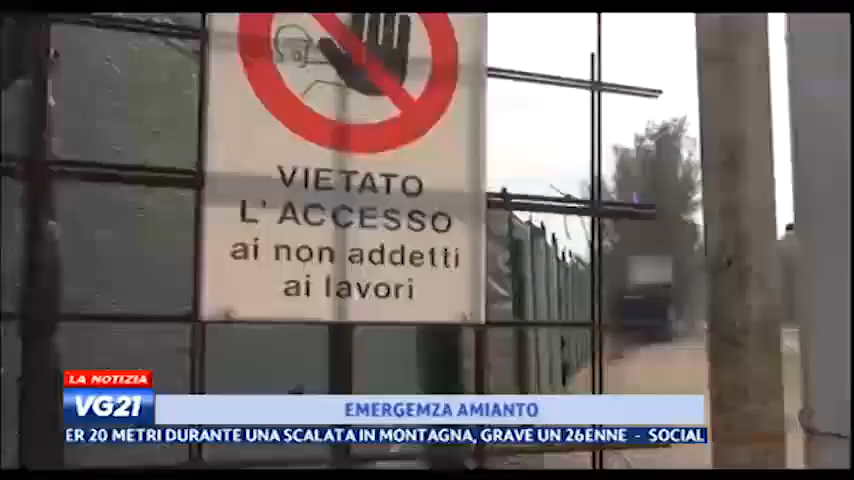 VIETATO
L'ACCESSO
ai non addetti
ai lavori
LA NOTIZIA
VG21
EMERGEMZA AMIANTO
ER 20 METRI DURANTE UNA SCALATA IN MONTAGNA, GRAVE UN 26ENNE - SOCIAL